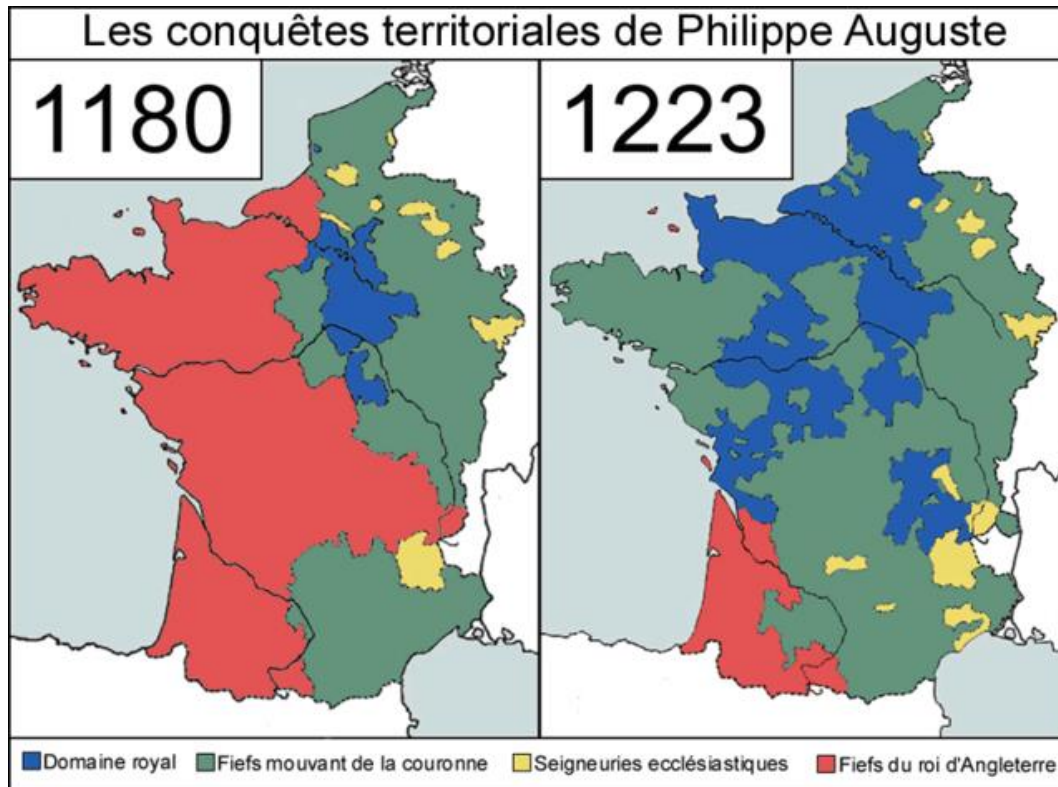 Les conquêtes territoriales de Philippe Auguste
1180
1223
Domaine royal
Fiefs mouvant de la couronne
Seigneuries ecclésiastiques
Fiefs du roi d'Angleterre